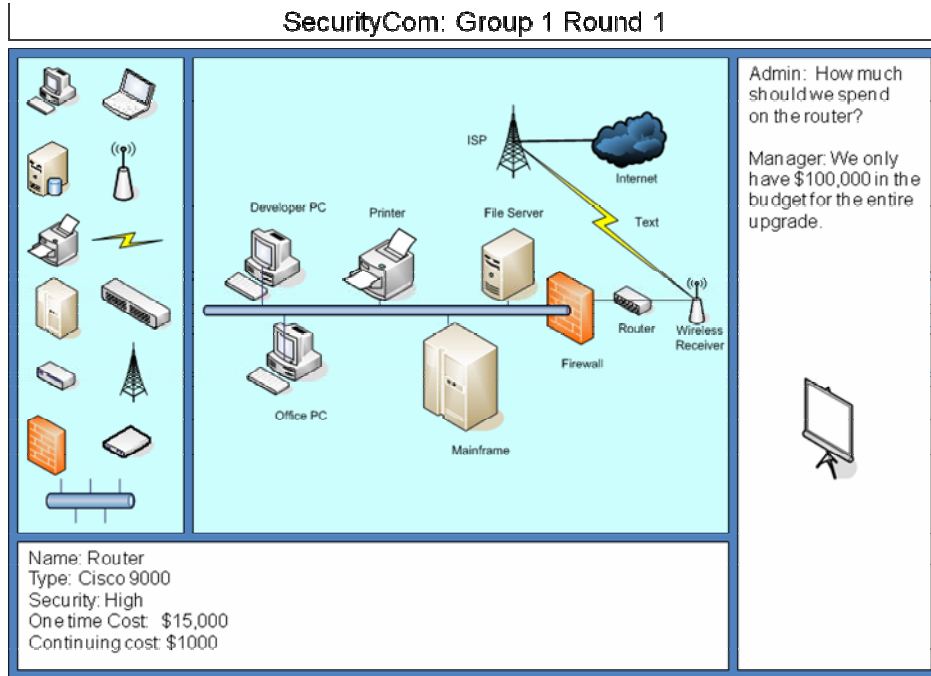 SecurityCom: Group 1 Round 1
ISP
Internet
Text
Developer PC
Printer
File Server
Router
Wireless
Receiver
Firewall
Office PC
Mainframe
Admin: How much
should we spend
on the router?
Manager: We only
have $100,000 in the
budget for the entire
upgrade.
Name: Router
Type: Cisco 9000
Security: High
One time Cost: $15,000
Continuing cost: $1000